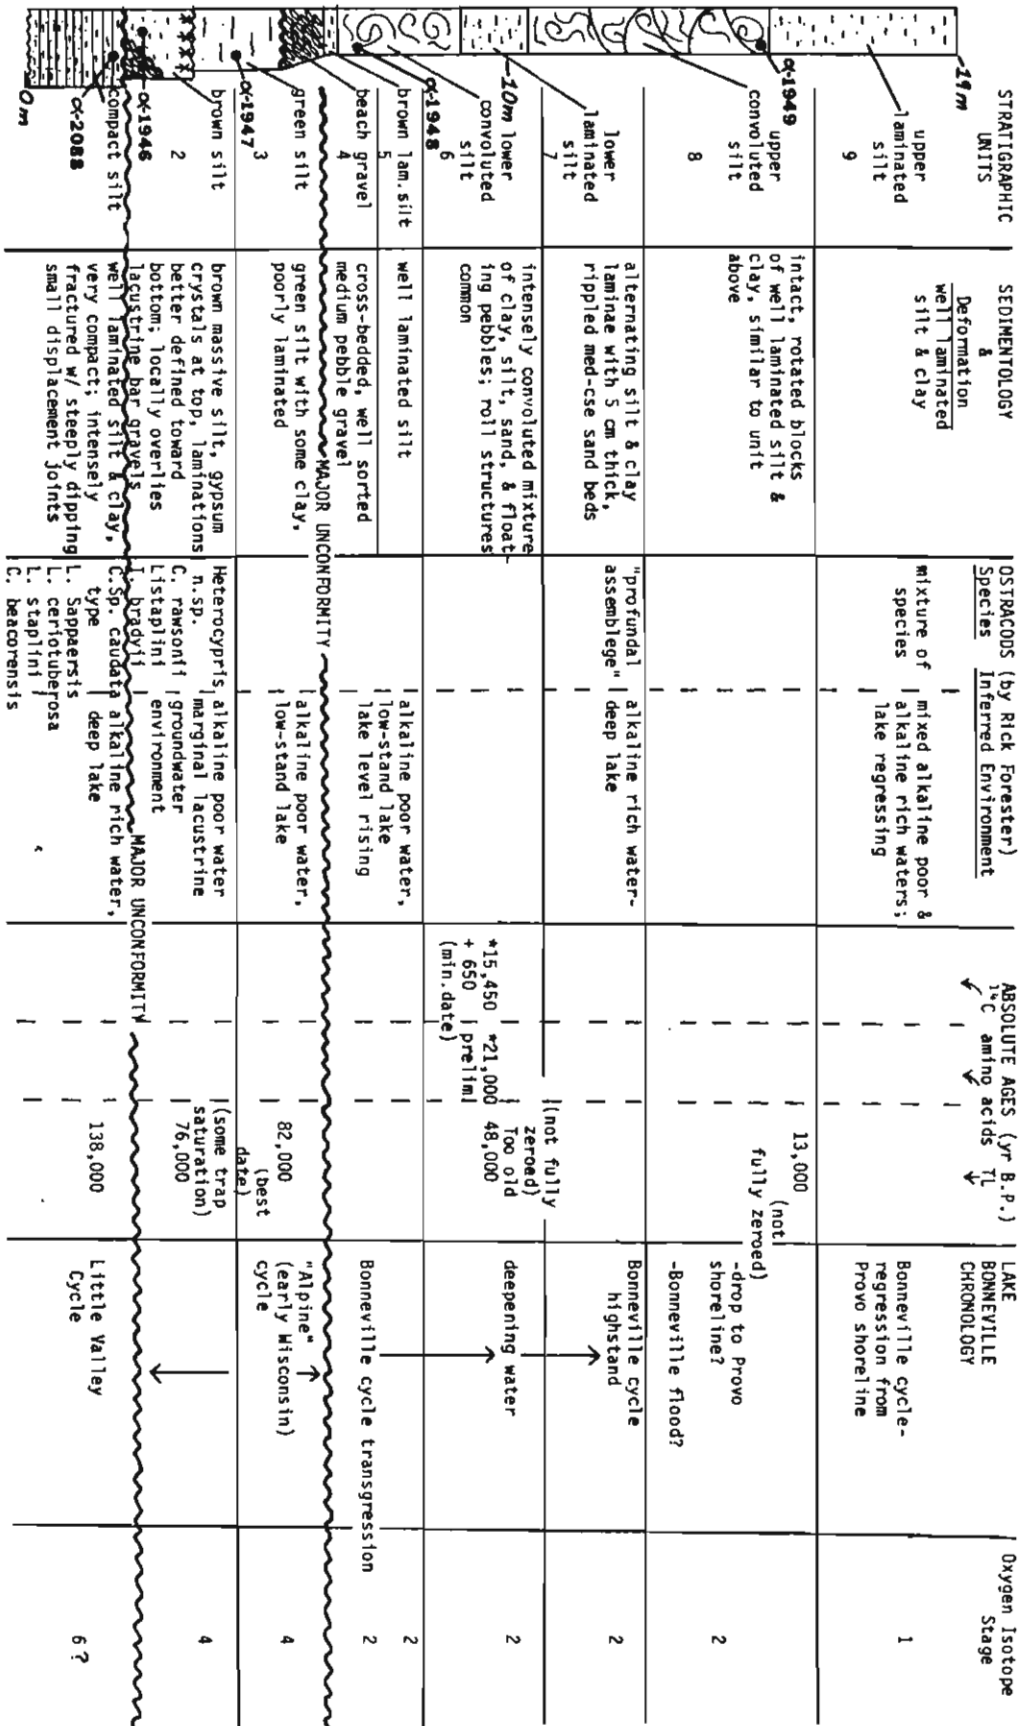 STRATIGRAPHIC
UNITS
SEDIMENTOLOGY
&
Deformation
OSTRACODS (by Rick Forester)
Species Inferred Environment
ABSOLUTE AGES (yr B.P.)
14C amino acids TL
LAKE
BONNEVILLE
CHRONOLOGY
Oxygen Isotope
Stage
19m
upper
laminated
silt
9
well laminated
silt & clay
mixture of
species
mixed alkaline poor &
alkaline rich waters;
lake regressing
Bonneville cycle-
regression from
Provo shoreline
1
α-1949
upper
convoluted
silt
8
intact, rotated blocks
of well laminated silt &
clay, similar to unit
above
13,000
(not
fully zeroed)
-drop to Provo
shoreline?
-Bonneville flood?
2
lower
laminated
silt
7
alternating silt & clay
laminae with 5 cm thick,
rippled med-cse sand beds
"profundal
assemblege"
alkaline rich water-
deep lake
Bonneville cycle
highstand
2
10m
lower
convoluted
silt
6
intensely convoluted mixture
of clay, silt, sand, & float-
ing pebbles; roll structures
common
*15,450
+ 650
(min.date)
*21,000
prelim
(not fully
zeroed)
Too old
48,000
deepening water
2
α-1948
brown lam. silt
5
well laminated silt
alkaline poor water,
low-stand lake
lake level rising
2
beach gravel
4
cross-bedded, well sorted
medium pebble gravel
Bonneville cycle transgression
2
MAJOR UNCONFORMITY
green silt
3
α-1947
green silt with some clay,
poorly laminated
alkaline poor water,
low-stand lake
82,000
(best
date)
"Alpine"
(early Wisconsin)
cycle
4
brown silt
2
α-1946
brown massive silt, gypsum
crystals at top, laminations
better defined toward
bottom; locally overlies
lacustrine bar gravels
Heterocypris
n.sp.
C. rawsonii
Listaplini
I. bradyii
alkaline poor water
marginal lacustrine
groundwater
environment
(some trap
saturation)
76,000
4
MAJOR UNCONFORMITY
compact silt
α-2088
0m
well laminated silt & clay,
very compact; intensely
fractured w/ steeply dipping
small displacement joints
C.Sp. caudata
type
L. Sappaersis
L. ceriotuberosa
L. staplini
C. beacorensis
alkaline rich water,
deep lake
138,000
Little Valley
Cycle
6?